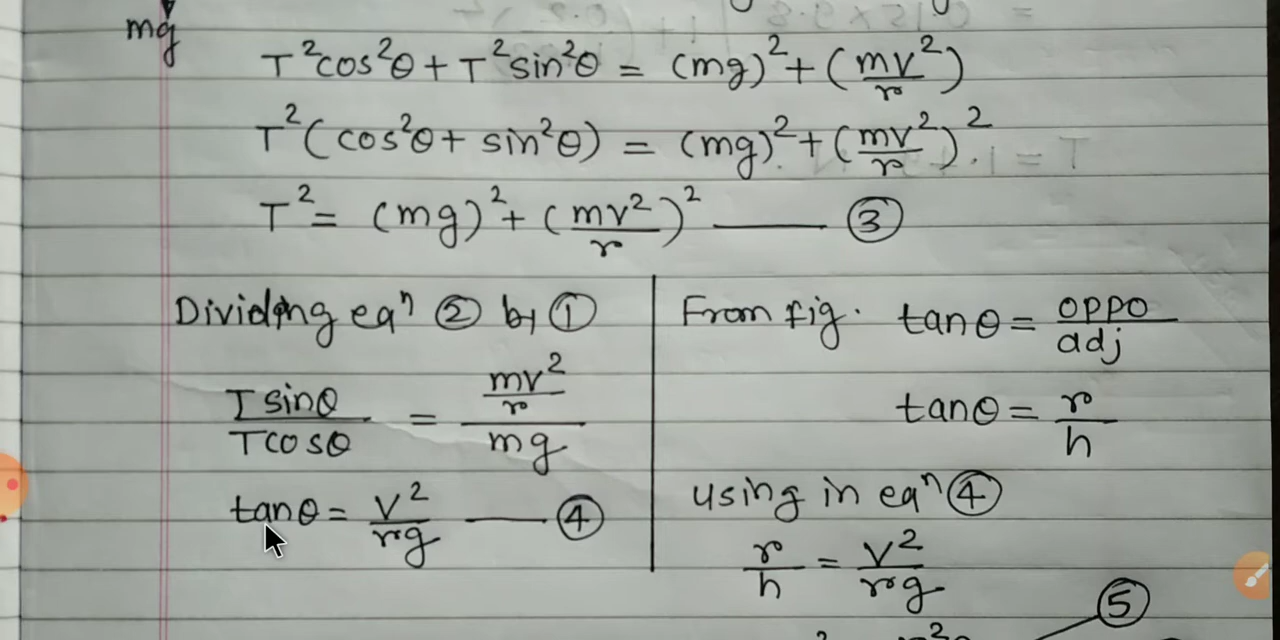 mg
T²cos²θ + T²sin²θ = (mg)² + (mv²/r)
T²(cos²θ + sin²θ) = (mg)² + (mv²/r)²
T² = (mg)² + (mv²/r)² —— ③
Dividing eqⁿ ② by ①
Tsinθ/Tcosθ = (mv²/r)/mg
tanθ = v²/rg —— ④
From fig. tanθ = oppo/adj
tanθ = r/h
using in eqⁿ ④
r/h = v²/rg
⑤